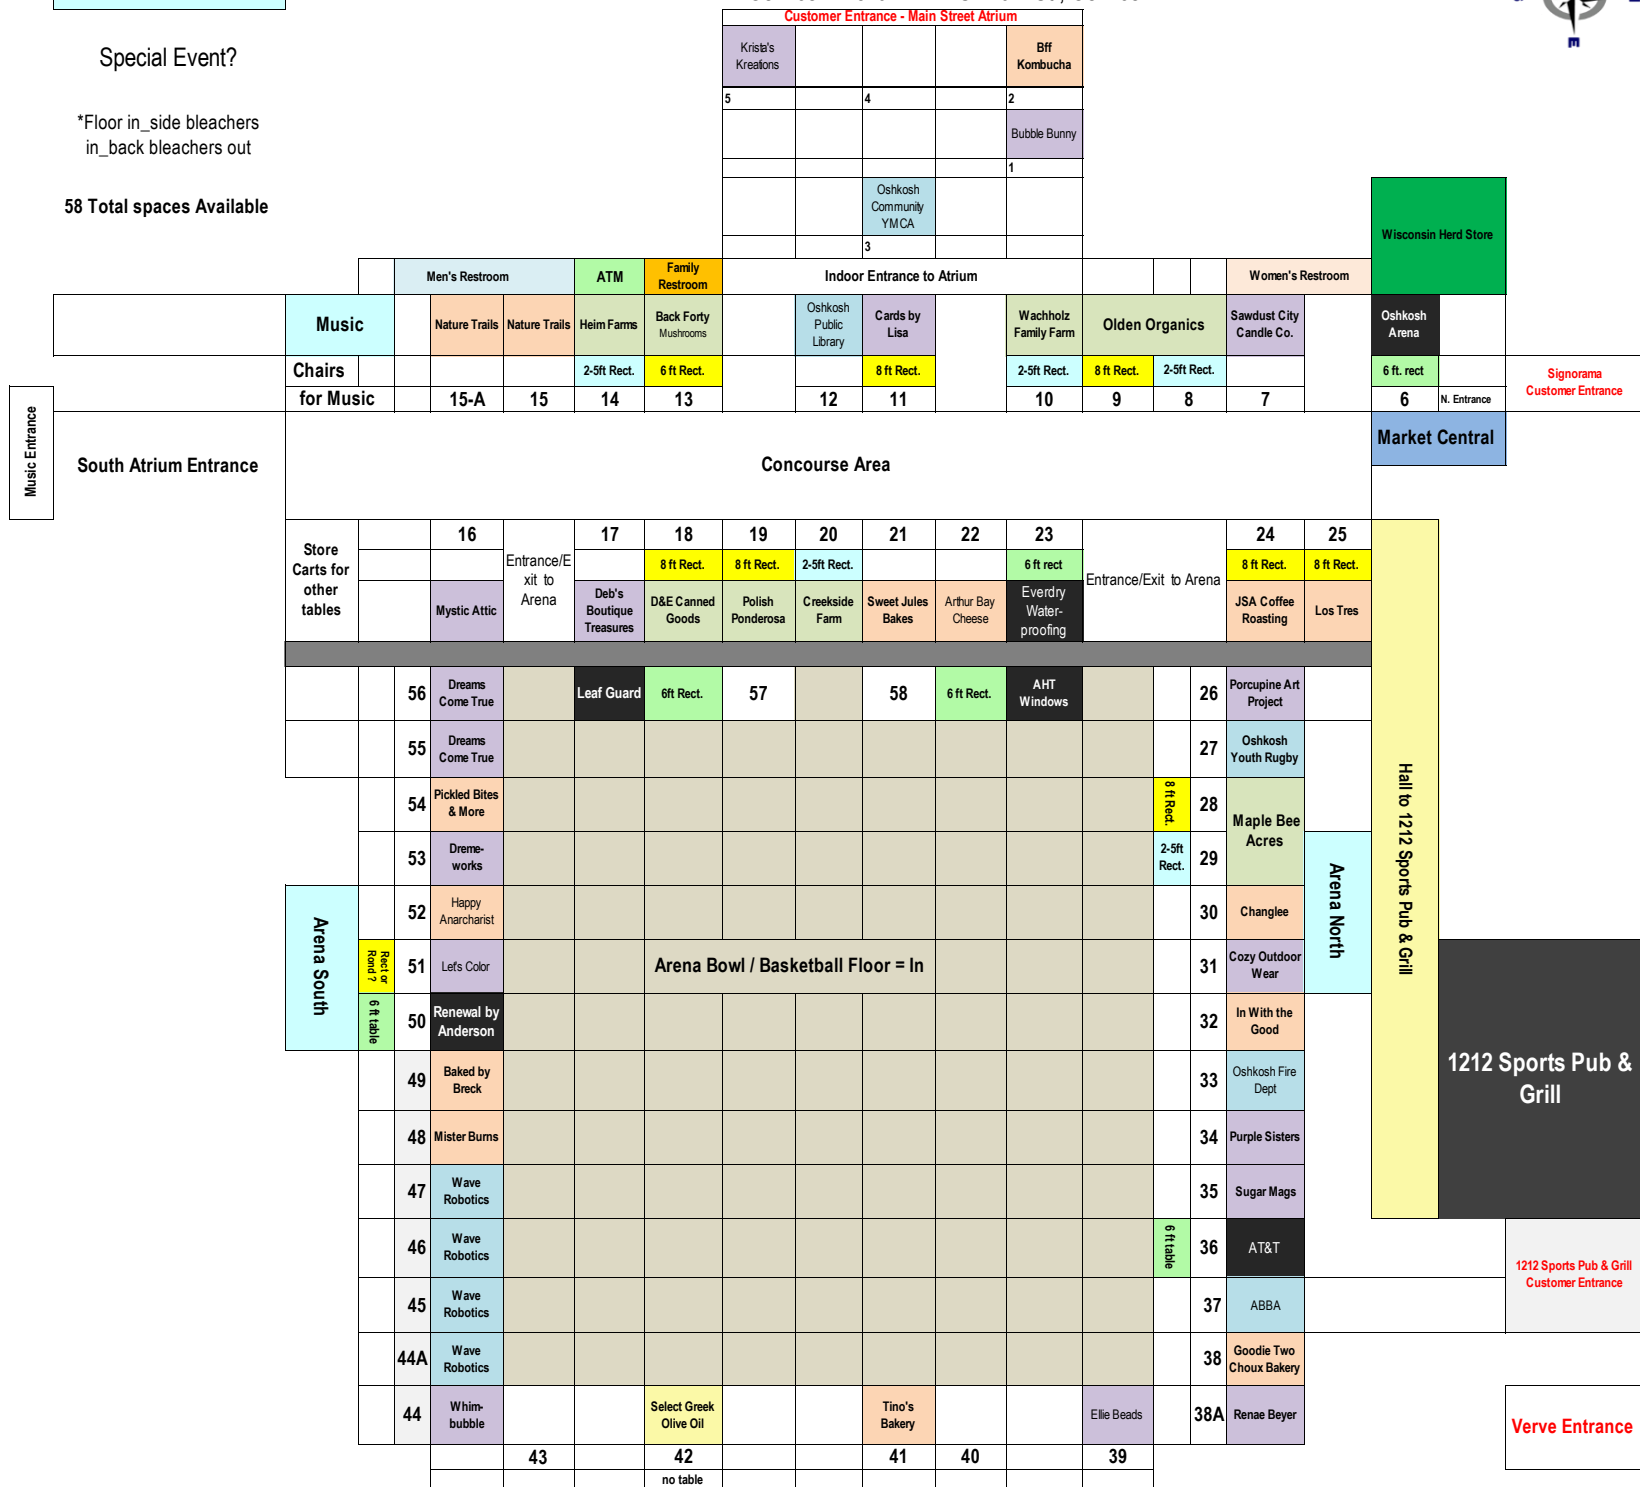 Customer Entrance - Main Street Atrium
Special Event?
Krista's
Kreations
Bff
Kombucha
5
4
2
*Floor in_side bleachers
in_back bleachers out
Bubble Bunny
1
58 Total spaces Available
Oshkosh
Community
YMCA
3
Wisconsin Herd Store
Men's Restroom
ATM
Family
Restroom
Indoor Entrance to Atrium
Women's Restroom
Music
Nature Trails
Nature Trails
Heim Farms
Back Forty
Mushrooms
Oshkosh
Public
Library
Cards by
Lisa
Wachholz
Family Farm
Olden Organics
Sawdust City
Candle Co.
Oshkosh
Arena
Chairs
2-5ft Rect.
6 ft Rect.
8 ft Rect.
2-5ft Rect.
8 ft Rect.
2-5ft Rect.
6 ft. rect
Signorama
Customer Entrance
for Music
15-A
15
14
13
12
11
10
9
8
7
6
N. Entrance
Music Entrance
South Atrium Entrance
Concourse Area
Market Central
Store
Carts for
other
tables
16
Entrance/E
xit to
Arena
17
18
19
20
21
22
23
Entrance/Exit to Arena
24
25
8 ft Rect.
8 ft Rect.
2-5ft Rect.
6 ft rect
8 ft Rect.
8 ft Rect.
Mystic Attic
Deb's
Boutique
Treasures
D&E Canned
Goods
Polish
Ponderosa
Creekside
Farm
Sweet Jules
Bakes
Arthur Bay
Cheese
Everdry
Water-
proofing
JSA Coffee
Roasting
Los Tres
56
Dreams
Come True
Leaf Guard
6ft Rect.
57
58
6 ft Rect.
AHT
Windows
26
Porcupine Art
Project
55
Dreams
Come True
27
Oshkosh
Youth Rugby
54
Pickled Bites
& More
8 ft Rect.
28
Maple Bee
Acres
53
Dreme-
works
2-5ft
Rect.
29
Arena North
Hall to 1212 Sports Pub & Grill
Arena South
52
Happy
Anarcharist
30
Changlee
Rect or
Rond ?
51
Let's Color
Arena Bowl / Basketball Floor = In
31
Cozy Outdoor
Wear
6 ft table
50
Renewal by
Anderson
32
In With the
Good
1212 Sports Pub &
Grill
49
Baked by
Breck
33
Oshkosh Fire
Dept
48
Mister Burns
34
Purple Sisters
47
Wave
Robotics
35
Sugar Mags
46
Wave
Robotics
6 ft table
36
AT&T
1212 Sports Pub & Grill
Customer Entrance
45
Wave
Robotics
37
ABBA
44A
Wave
Robotics
38
Goodie Two
Choux Bakery
44
Whim-
bubble
Select Greek
Olive Oil
Tino's
Bakery
Ellie Beads
38A
Renae Beyer
Verve Entrance
43
42
41
40
39
no table
E